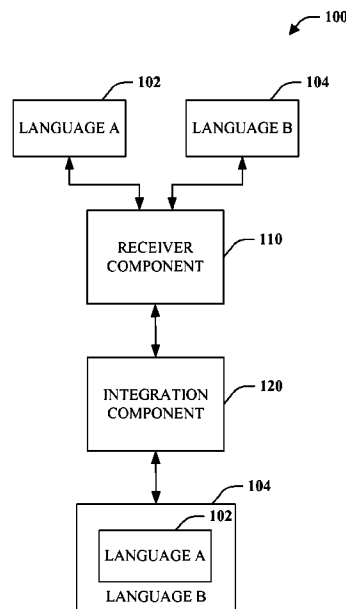 100
102
104
LANGUAGE A
LANGUAGE B
RECEIVER
COMPONENT
110
INTEGRATION
COMPONENT
120
104
102
LANGUAGE A
LANGUAGE B